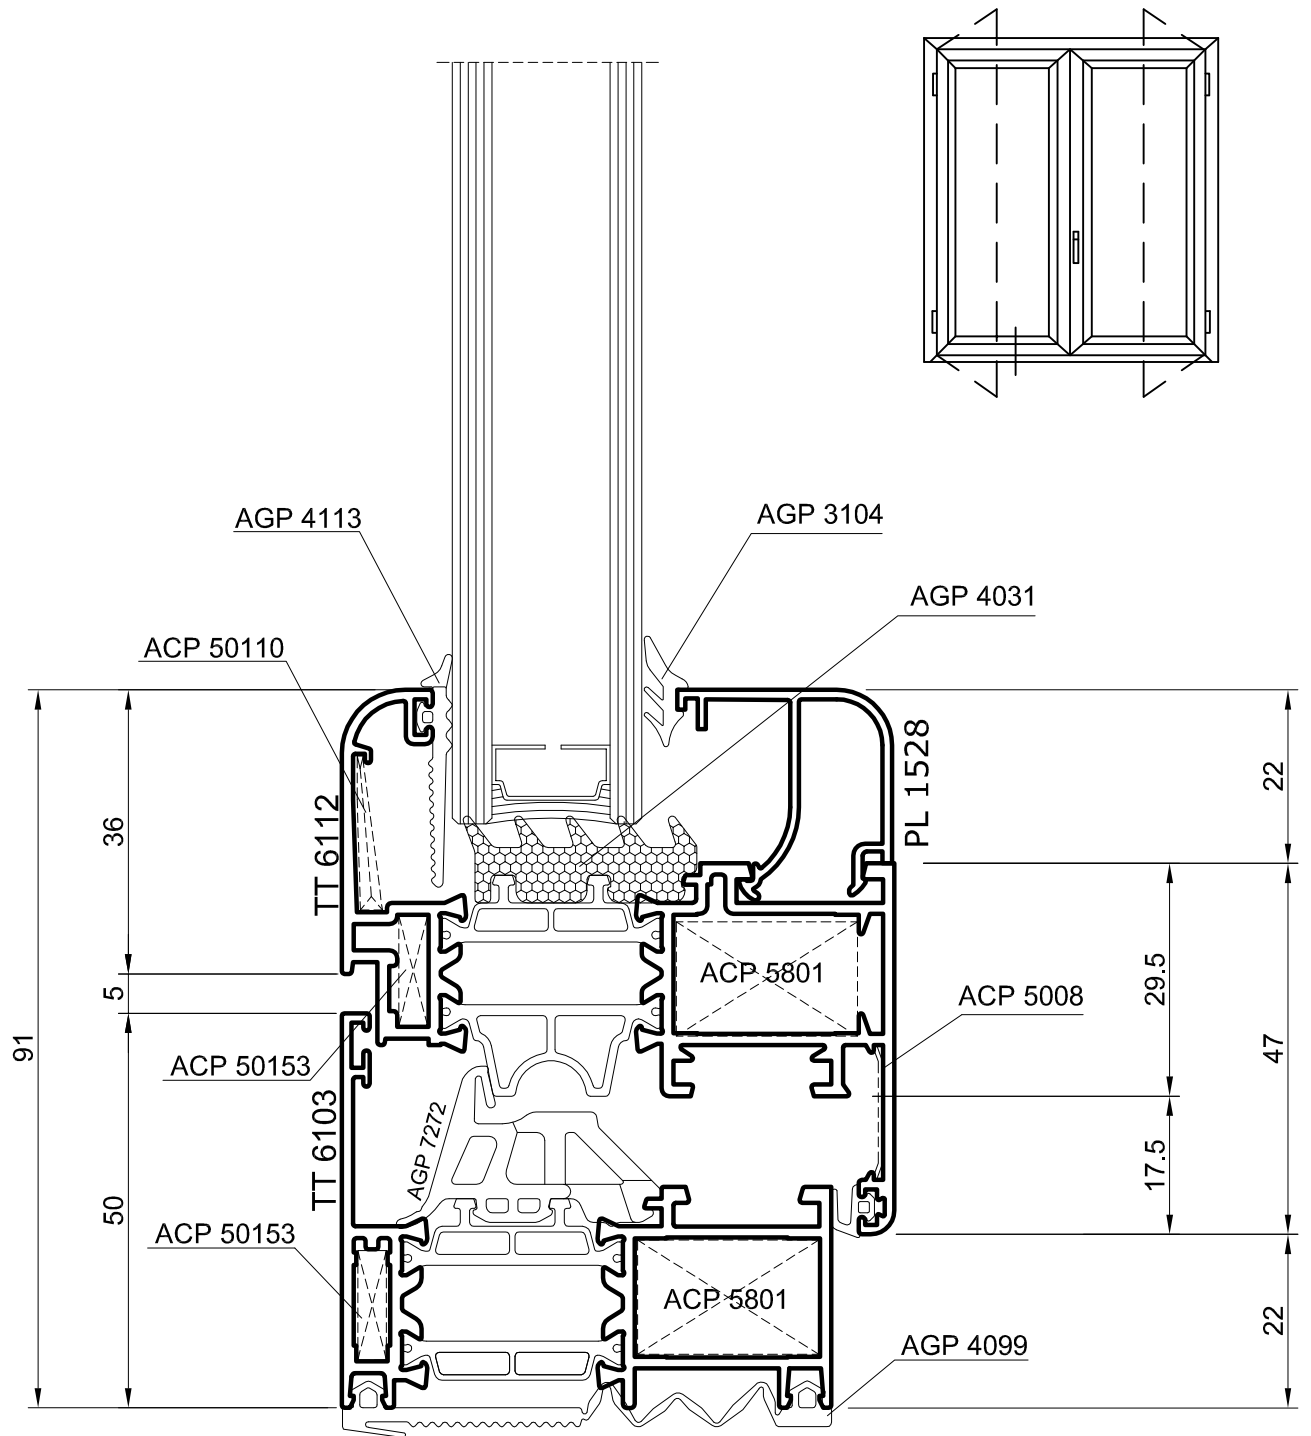 AGP 4113
AGP 3104
AGP 4031
ACP 50110
PL 1528
22
36
TT 6112
ACP 5801
29.5
5
ACP 5008
91
47
ACP 50153
TT 6103
AGP 7272
17.5
50
ACP 50153
ACP 5801
22
AGP 4099